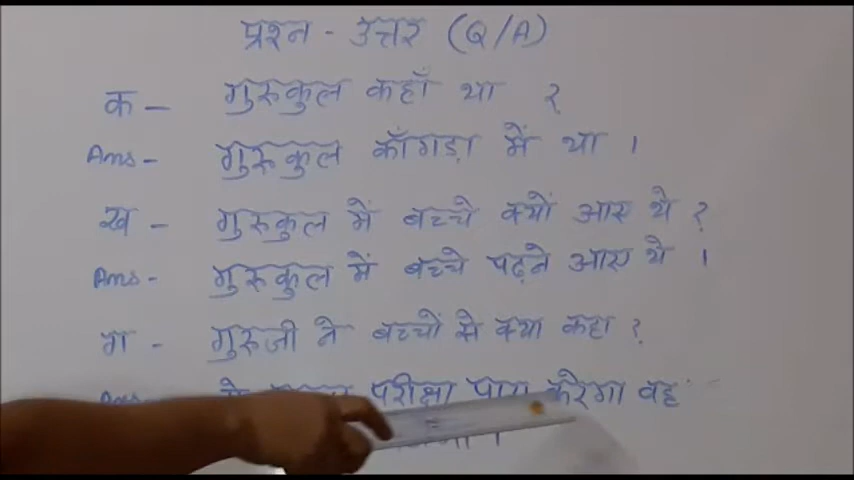 प्रश्न - उत्तर (Q/A)
क - गुरुकुल कहाँ था ?
Ans - गुरुकुल काँगड़ा में था ।
ख - गुरुकुल में बच्चे क्यों आए थे ?
Ans - गुरुकुल में बच्चे पढ़ने आए थे ।
ग - गुरुजी ने बच्चों से क्या कहा ?
परीक्षा पास करेगा वह